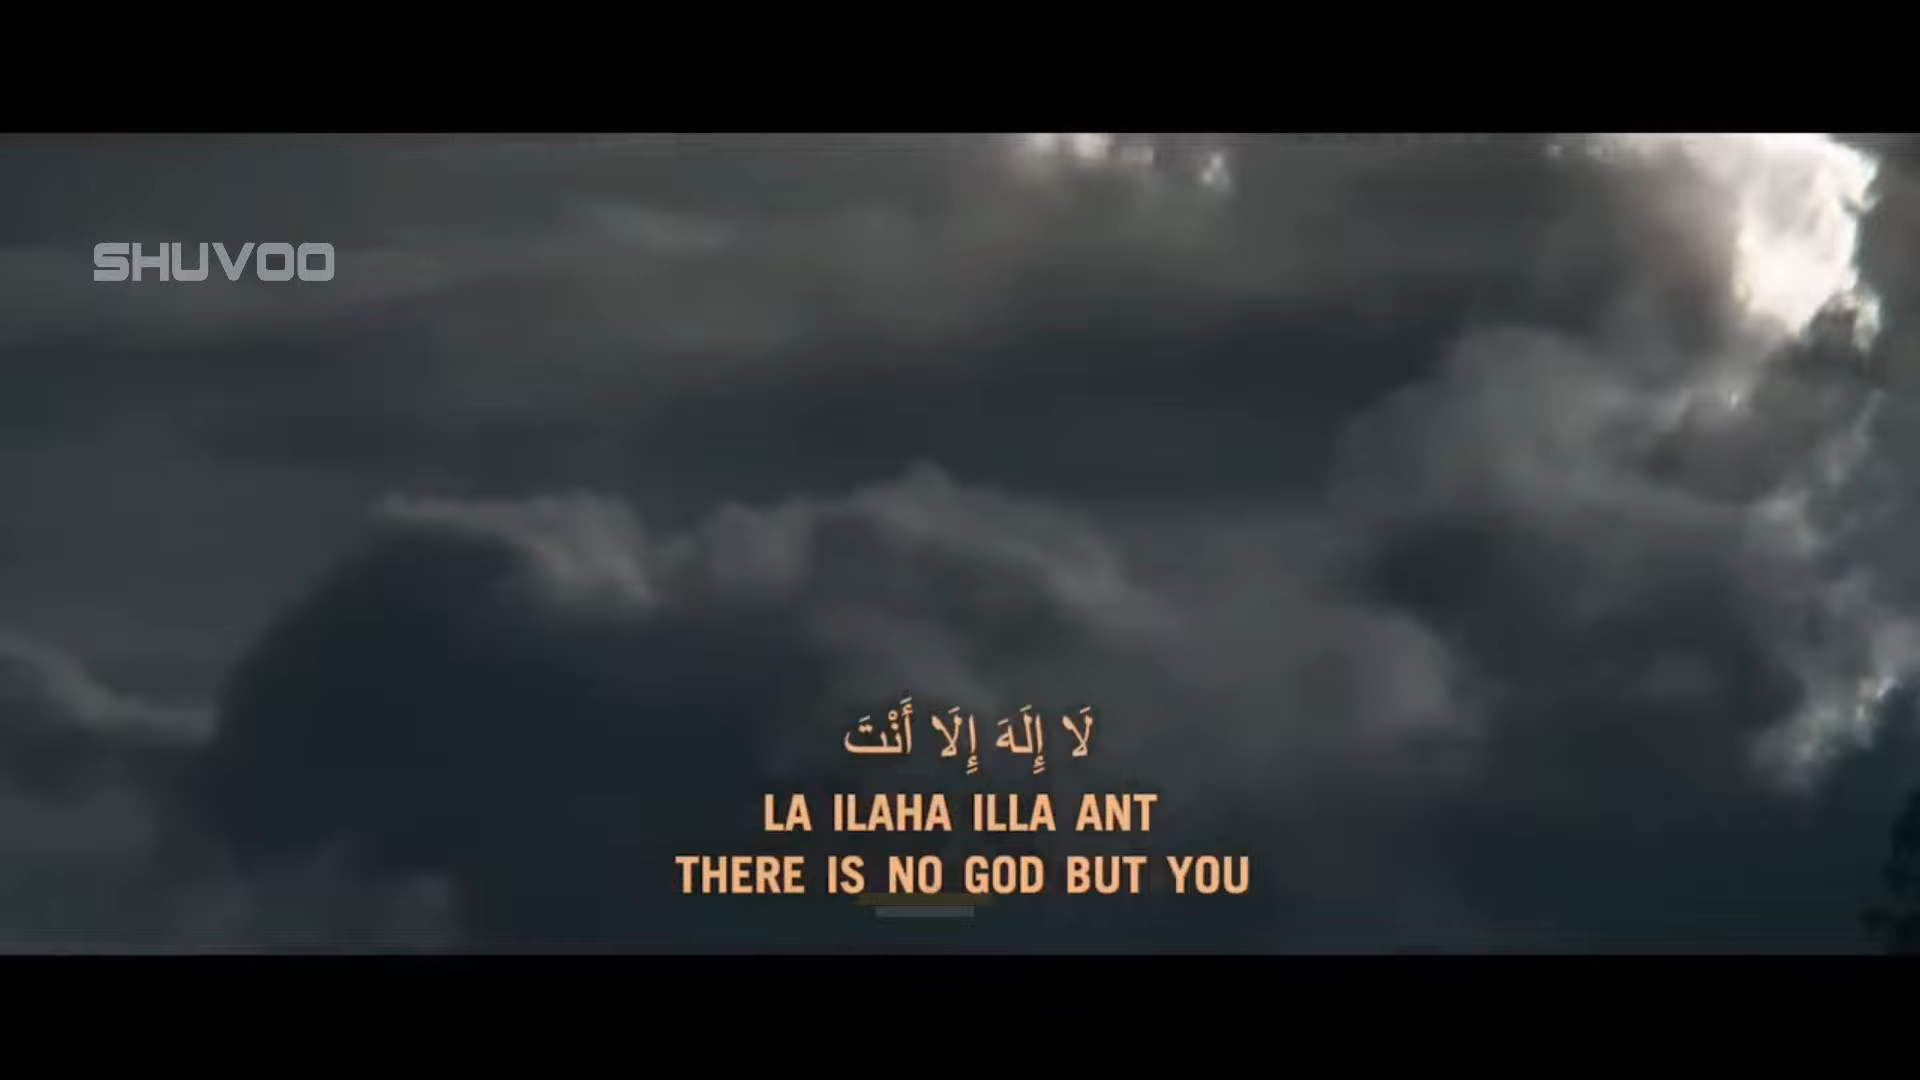 SHUVOO
لَا إِلَهَ إِلَا أَنْتَ
LA ILAHA ILLA ANT
THERE IS NO GOD BUT YOU